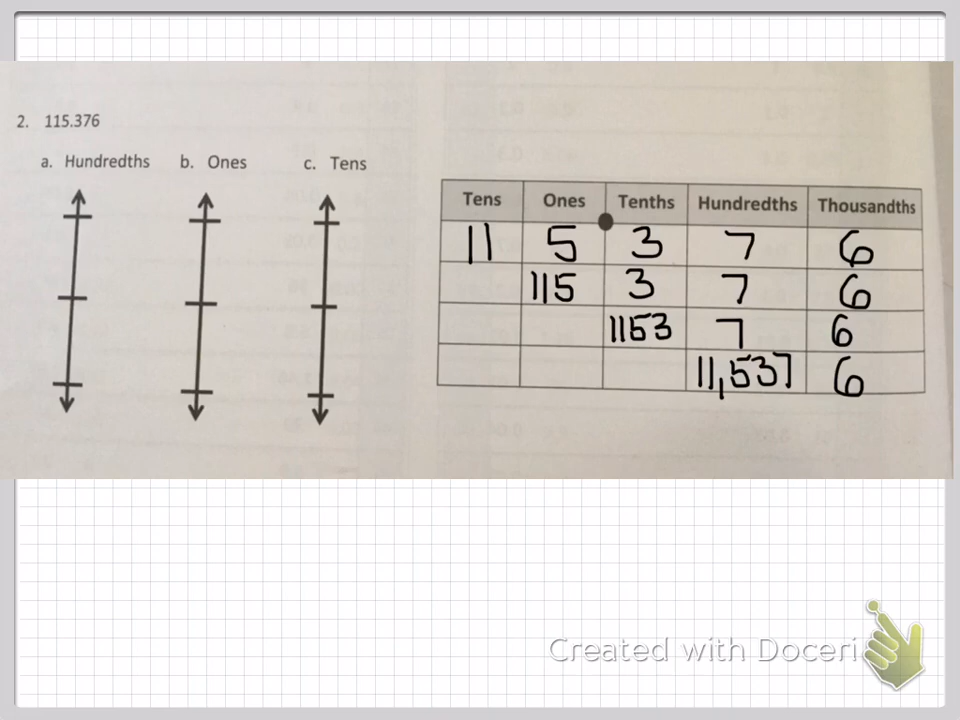 2. 115.376
a. Hundredths b. Ones c. Tens
Tens Ones Tenths Hundredths Thousandths
11 5 3 7 6
115 3 7 6
1153 7 6
11,537 6
Created with Doceri